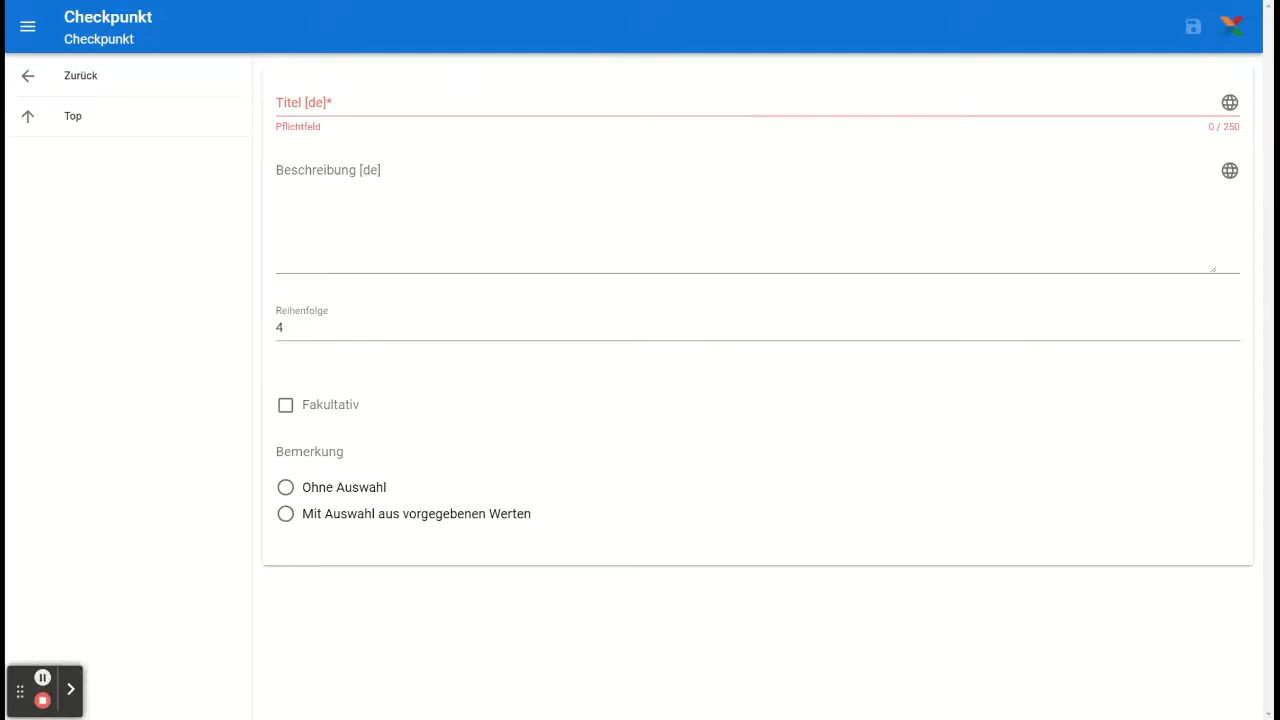 Checkpunkt
Checkpunkt
Zurück
Top
Titel [de]*
Pflichtfeld
0 / 250
Beschreibung [de]
Reihenfolge
4
Fakultativ
Bemerkung
Ohne Auswahl
Mit Auswahl aus vorgegebenen Werten